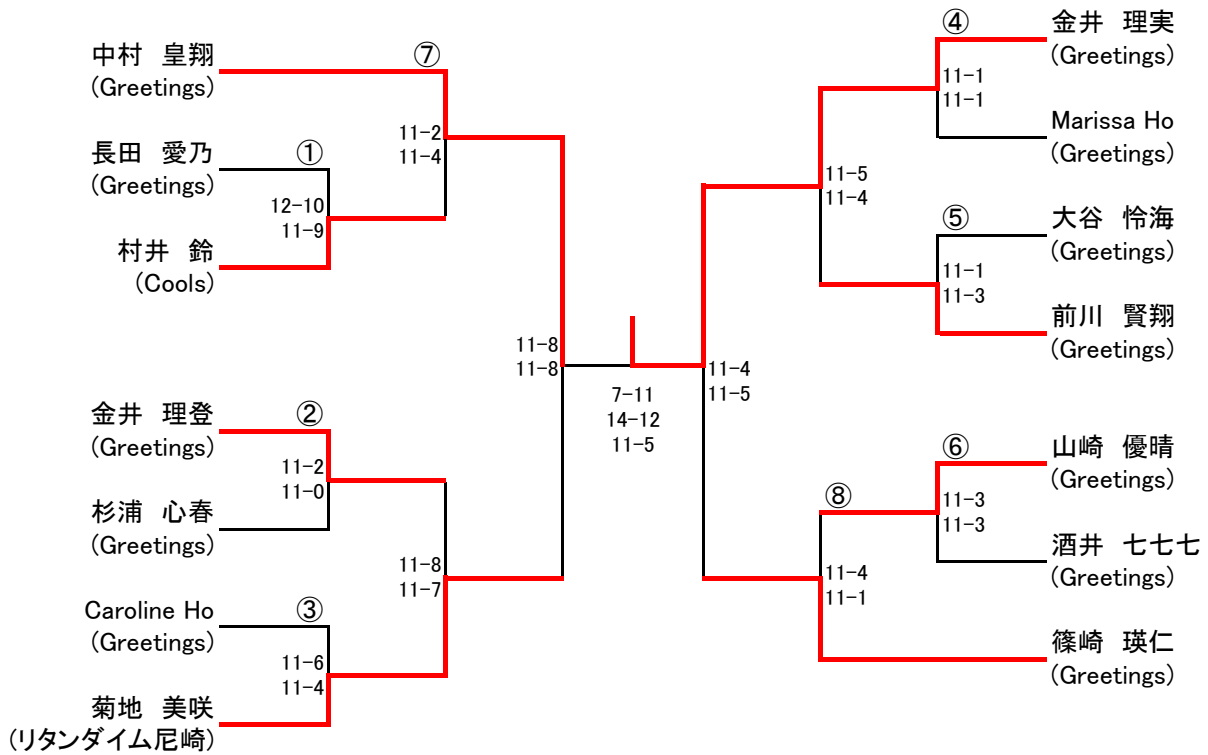 中村 皇翔
(Greetings)
⑦
11-2
11-4
長田 愛乃
(Greetings)
①
12-10
11-9
村井 鈴
(Cools)
11-8
11-8
金井 理登
(Greetings)
②
11-2
11-0
杉浦 心春
(Greetings)
11-8
11-7
Caroline Ho
(Greetings)
③
11-6
11-4
菊地 美咲
(リタンダイム尼崎)
7-11
14-12
11-5
④
金井 理実
(Greetings)
11-1
11-1
Marissa Ho
(Greetings)
11-5
11-4
⑤
大谷 怜海
(Greetings)
11-1
11-3
前川 賢翔
(Greetings)
11-4
11-5
⑥
山崎 優晴
(Greetings)
11-3
11-3
酒井 七七七
(Greetings)
⑧
11-4
11-1
篠崎 瑛仁
(Greetings)